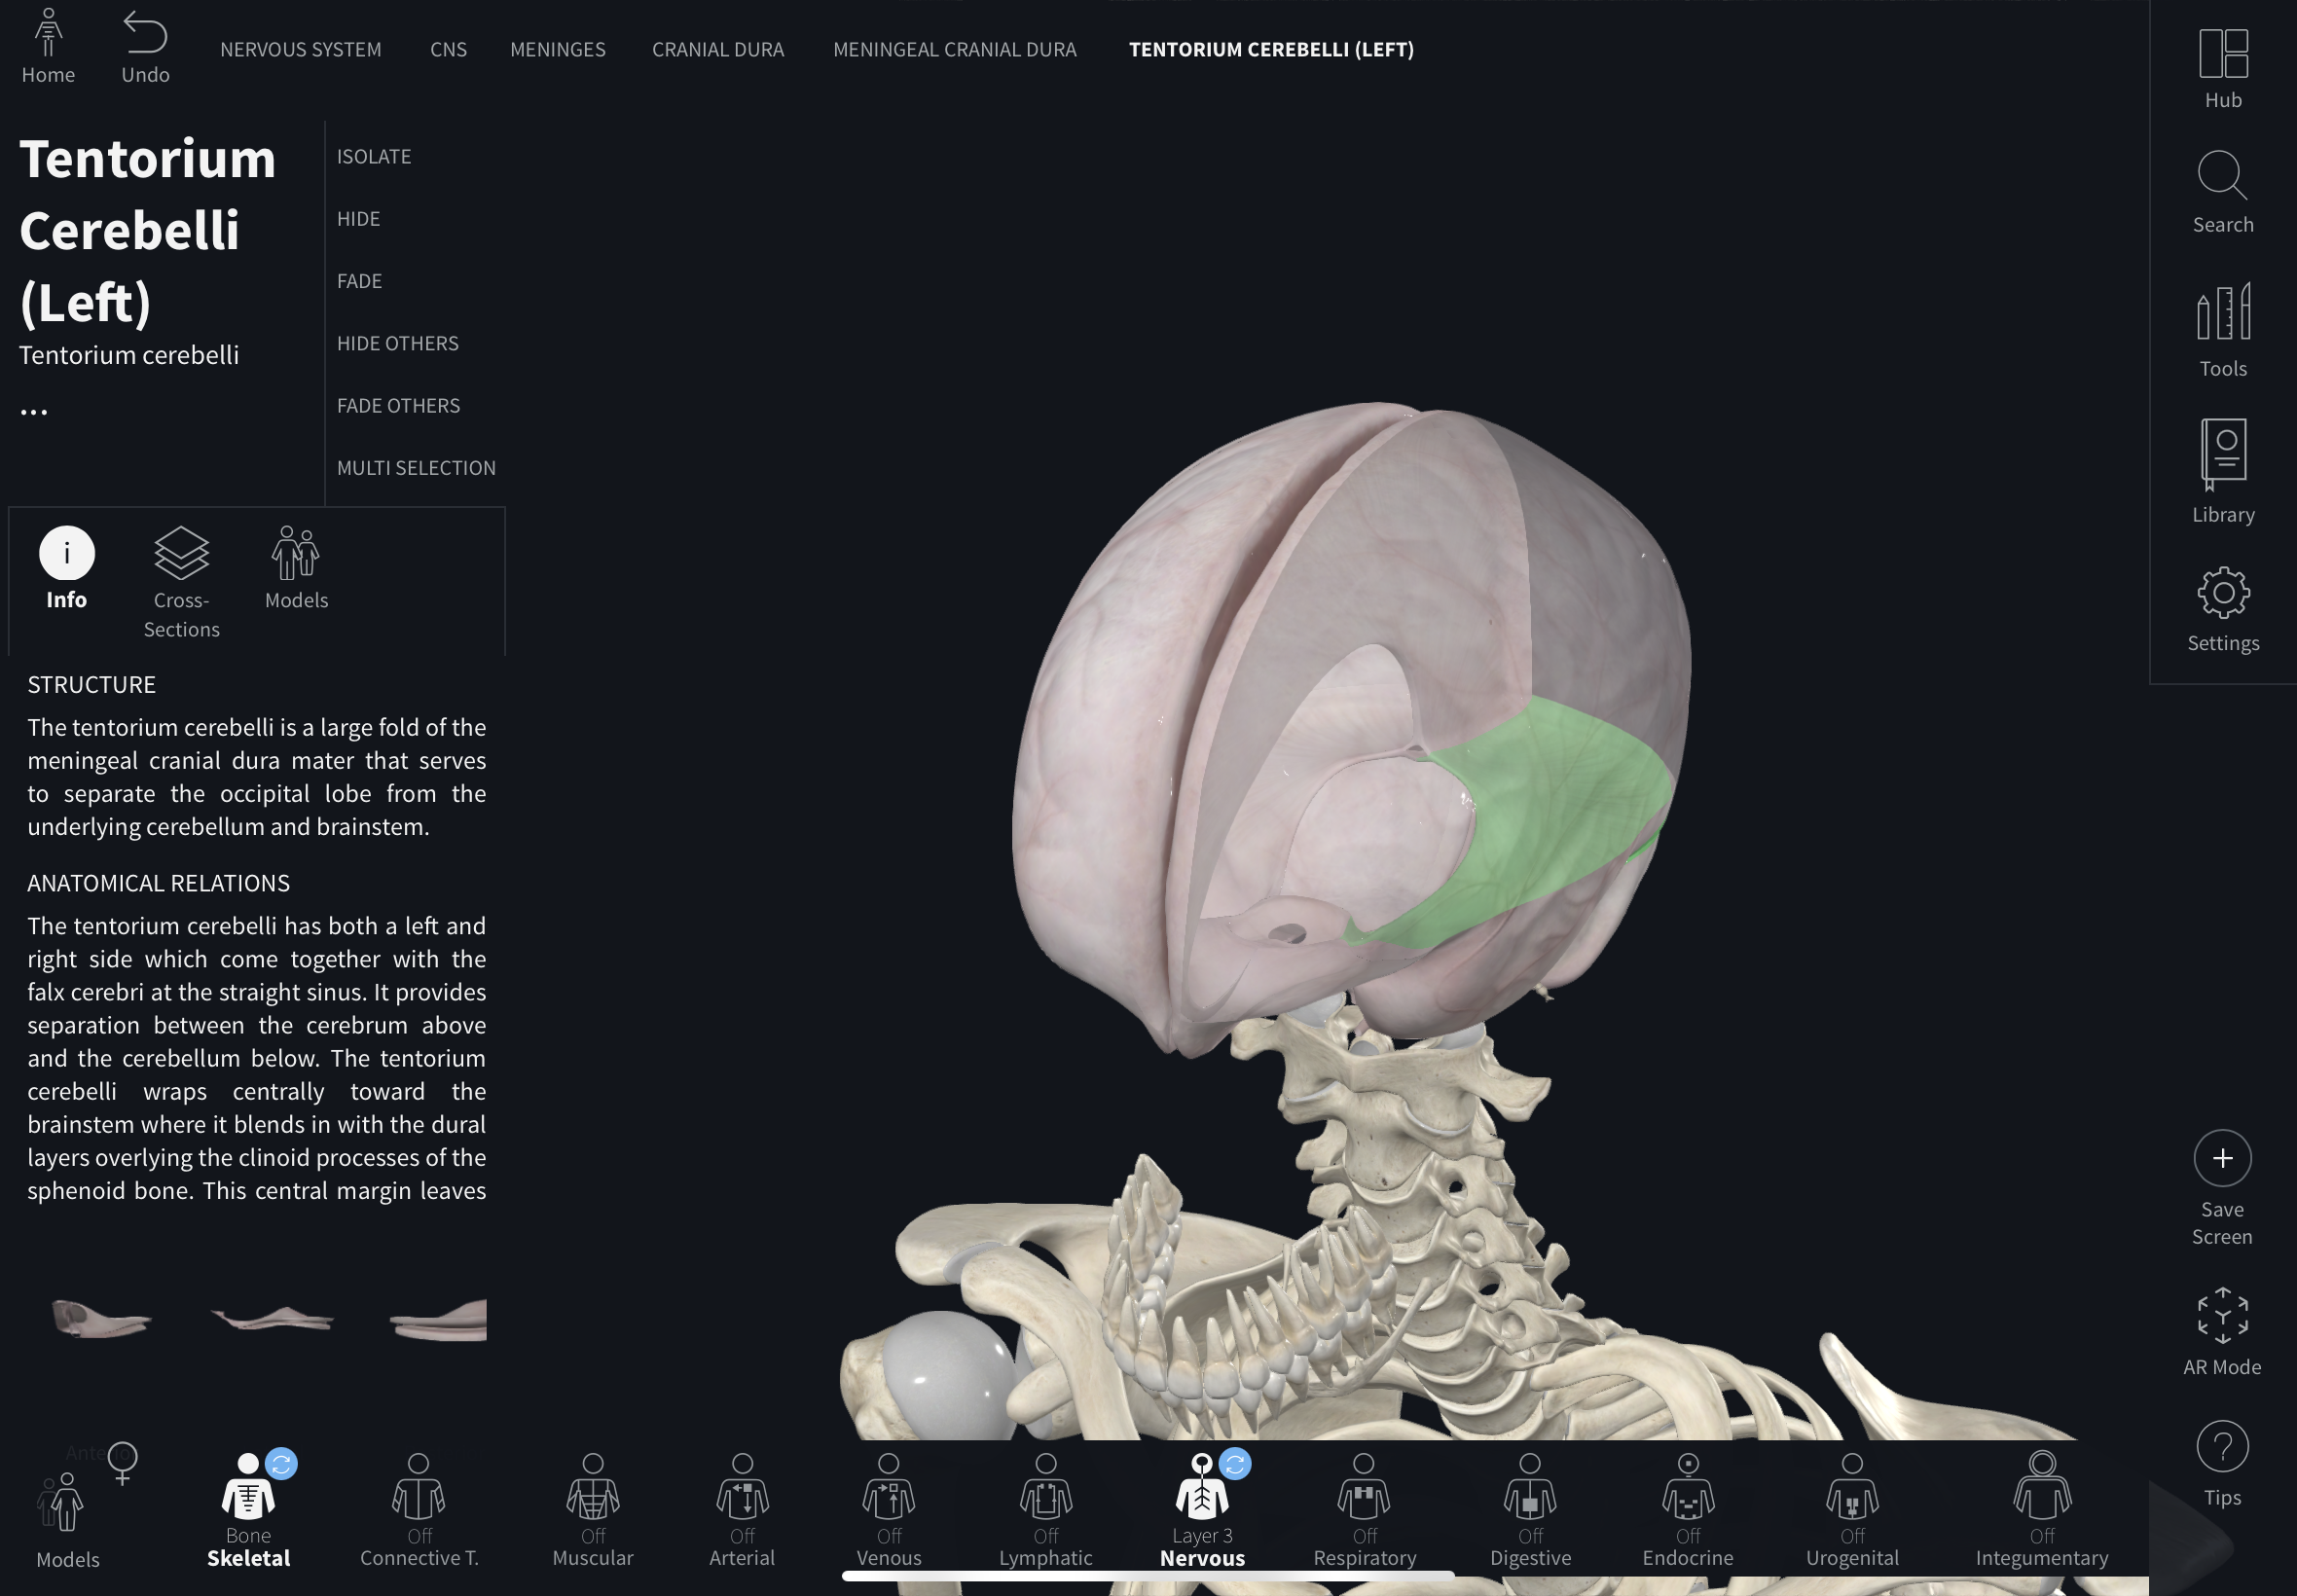 Home
Undo
NERVOUS SYSTEM
CNS
MENINGES
CRANIAL DURA
MENINGEAL CRANIAL DURA
TENTORIUM CEREBELLI (LEFT)
Tentorium
Cerebelli
(Left)
Tentorium cerebelli
...
ISOLATE
HIDE
FADE
HIDE OTHERS
FADE OTHERS
MULTI SELECTION
i
Info
Cross-
Sections
Models
STRUCTURE
The tentorium cerebelli is a large fold of the
meningeal cranial dura mater that serves
to separate the occipital lobe from the
underlying cerebellum and brainstem.
ANATOMICAL RELATIONS
The tentorium cerebelli has both a left and
right side which come together with the
falx cerebri at the straight sinus. It provides
separation between the cerebrum above
and the cerebellum below. The tentorium
cerebelli wraps centrally toward the
brainstem where it blends in with the dural
layers overlying the clinoid processes of the
sphenoid bone. This central margin leaves
Hub
Search
Tools
Library
Settings
+
Save
Screen
AR Mode
?
Tips
Models
Bone
Skeletal
Off
Connective T.
Off
Muscular
Off
Arterial
Off
Venous
Off
Lymphatic
Layer 3
Nervous
Off
Respiratory
Off
Digestive
Off
Endocrine
Off
Urogenital
Off
Integumentary